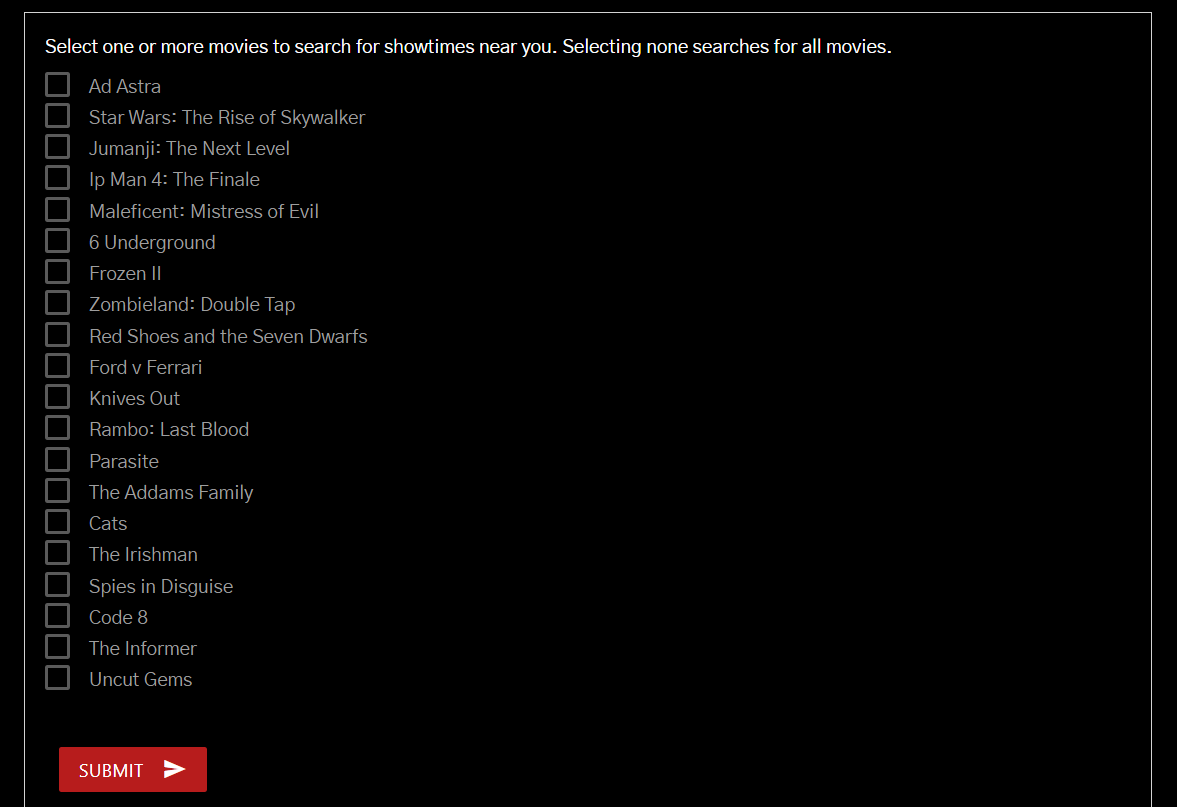 Select one or more movies to search for showtimes near you. Selecting none searches for all movies.
Ad Astra
Star Wars: The Rise of Skywalker
Jumanji: The Next Level
Ip Man 4: The Finale
Maleficent: Mistress of Evil
6 Underground
Frozen II
Zombieland: Double Tap
Red Shoes and the Seven Dwarfs
Ford v Ferrari
Knives Out
Rambo: Last Blood
Parasite
The Addams Family
Cats
The Irishman
Spies in Disguise
Code 8
The Informer
Uncut Gems
SUBMIT